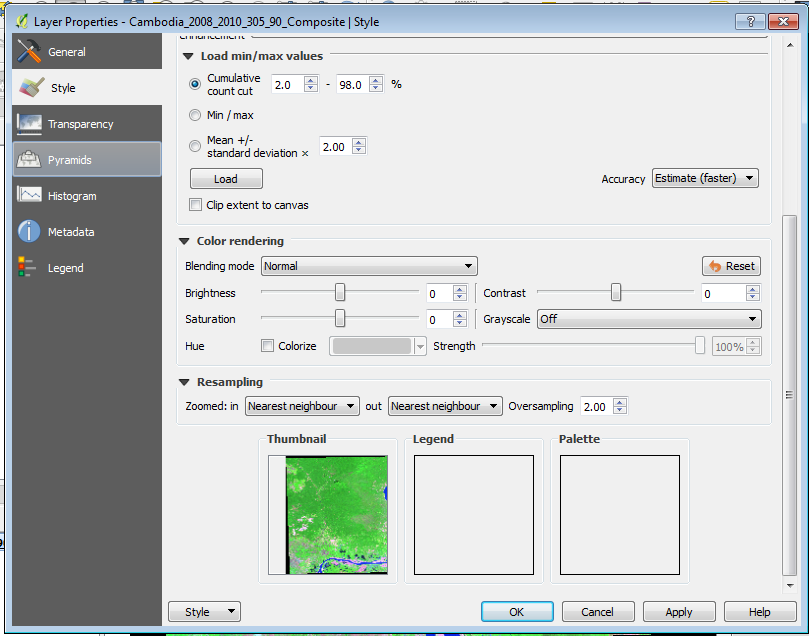 Layer Properties - Cambodia_2008_2010_305_90_Composite | Style
General
Style
Transparency
Pyramids
Histogram
Metadata
Legend
enhancement
Load min/max values
Cumulative count cut 2.0 - 98.0 %
Min / max
Mean +/- standard deviation × 2.00
Load
Accuracy Estimate (faster)
Clip extent to canvas
Color rendering
Blending mode Normal Reset
Brightness 0 Contrast 0
Saturation 0 Grayscale Off
Hue Colorize Strength 100%
Resampling
Zoomed: in Nearest neighbour out Nearest neighbour Oversampling 2.00
Thumbnail Legend Palette
Style OK Cancel Apply Help